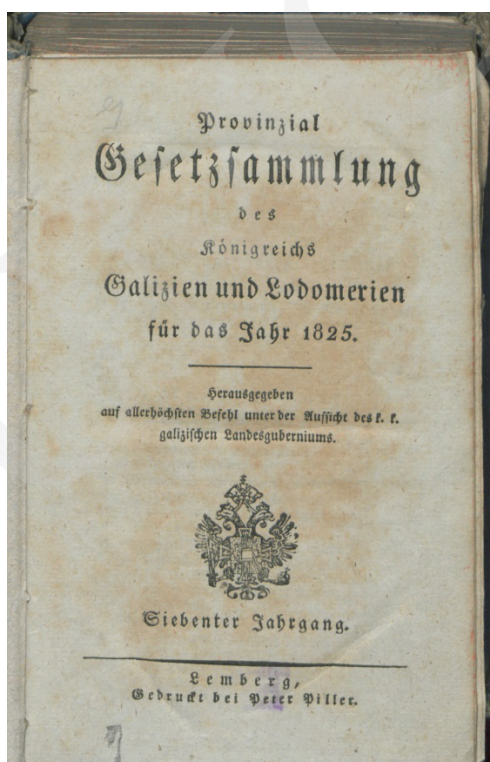 Provinzial
Gesetzsammlung
des
Königreichs
Galizien und Lodomerien
für das Jahr 1825.
Herausgegeben
auf allerhöchsten Befehl unter der Aufsicht des k. k.
galizischen Landesguberniums.
Siebenter Jahrgang.
Lemberg,
Gedruckt bei Peter Piller.